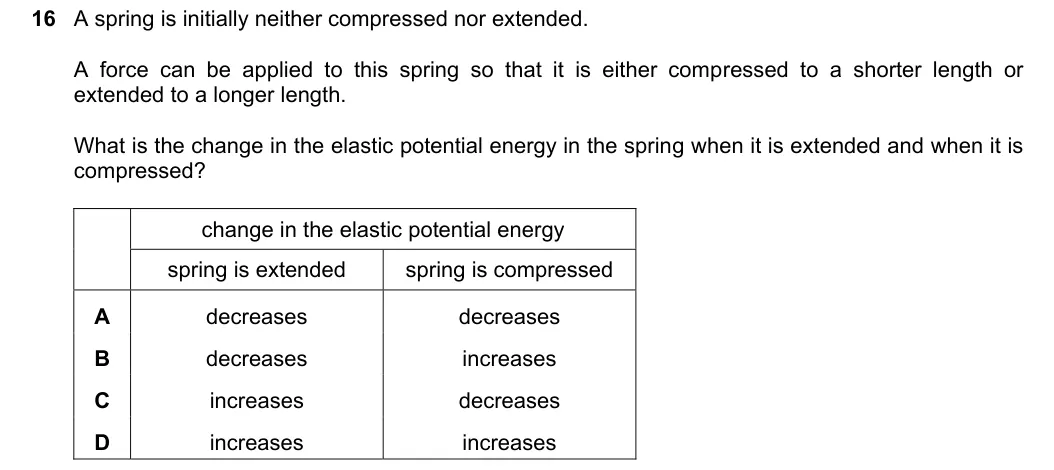 16 A spring is initially neither compressed nor extended.
A force can be applied to this spring so that it is either compressed to a shorter length or
extended to a longer length.
What is the change in the elastic potential energy in the spring when it is extended and when it is
compressed?
change in the elastic potential energy
spring is extended spring is compressed
A decreases decreases
B decreases increases
C increases decreases
D increases increases